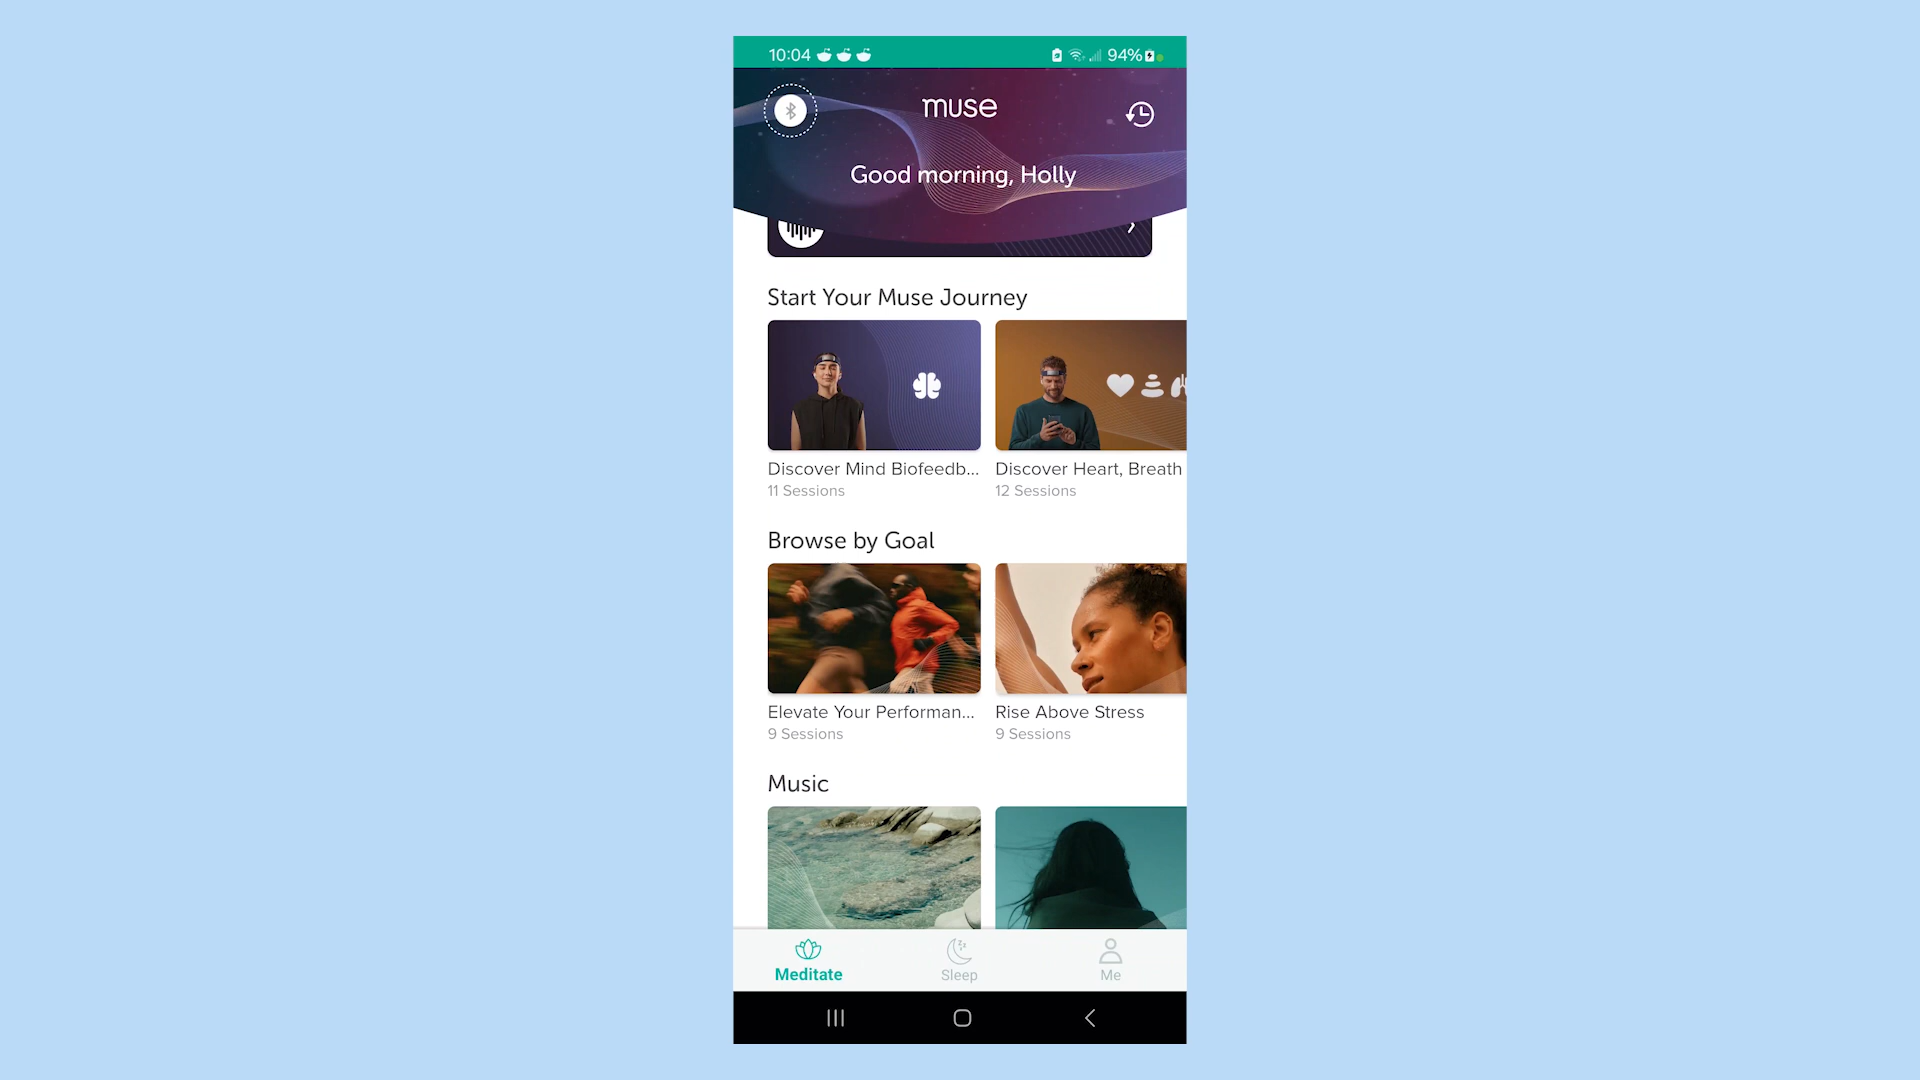 10:04
94%
muse
Good morning, Holly
Start Your Muse Journey
Discover Mind Biofeedb...
11 Sessions
Discover Heart, Breath
12 Sessions
Browse by Goal
Elevate Your Performan...
9 Sessions
Rise Above Stress
9 Sessions
Music
Meditate
Sleep
Me